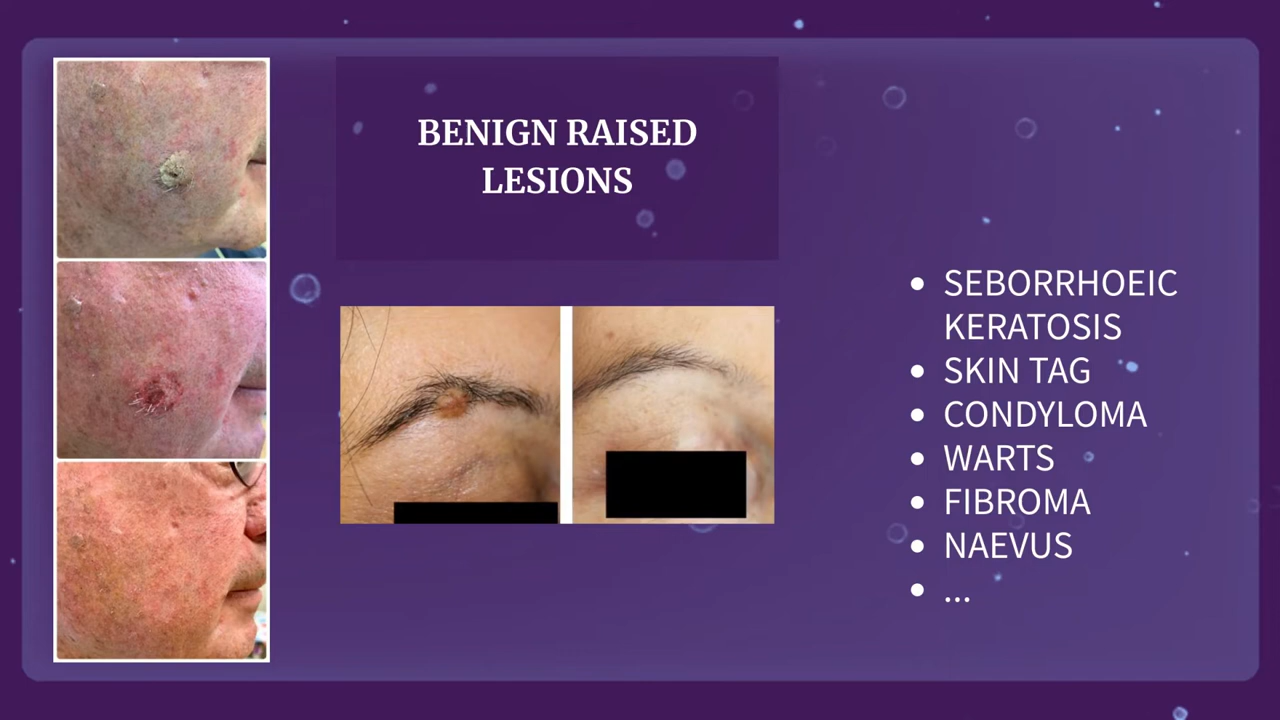 BENIGN RAISED
LESIONS
• SEBORRHOEIC
KERATOSIS
• SKIN TAG
• CONDYLOMA
• WARTS
• FIBROMA
• NAEVUS
• ...